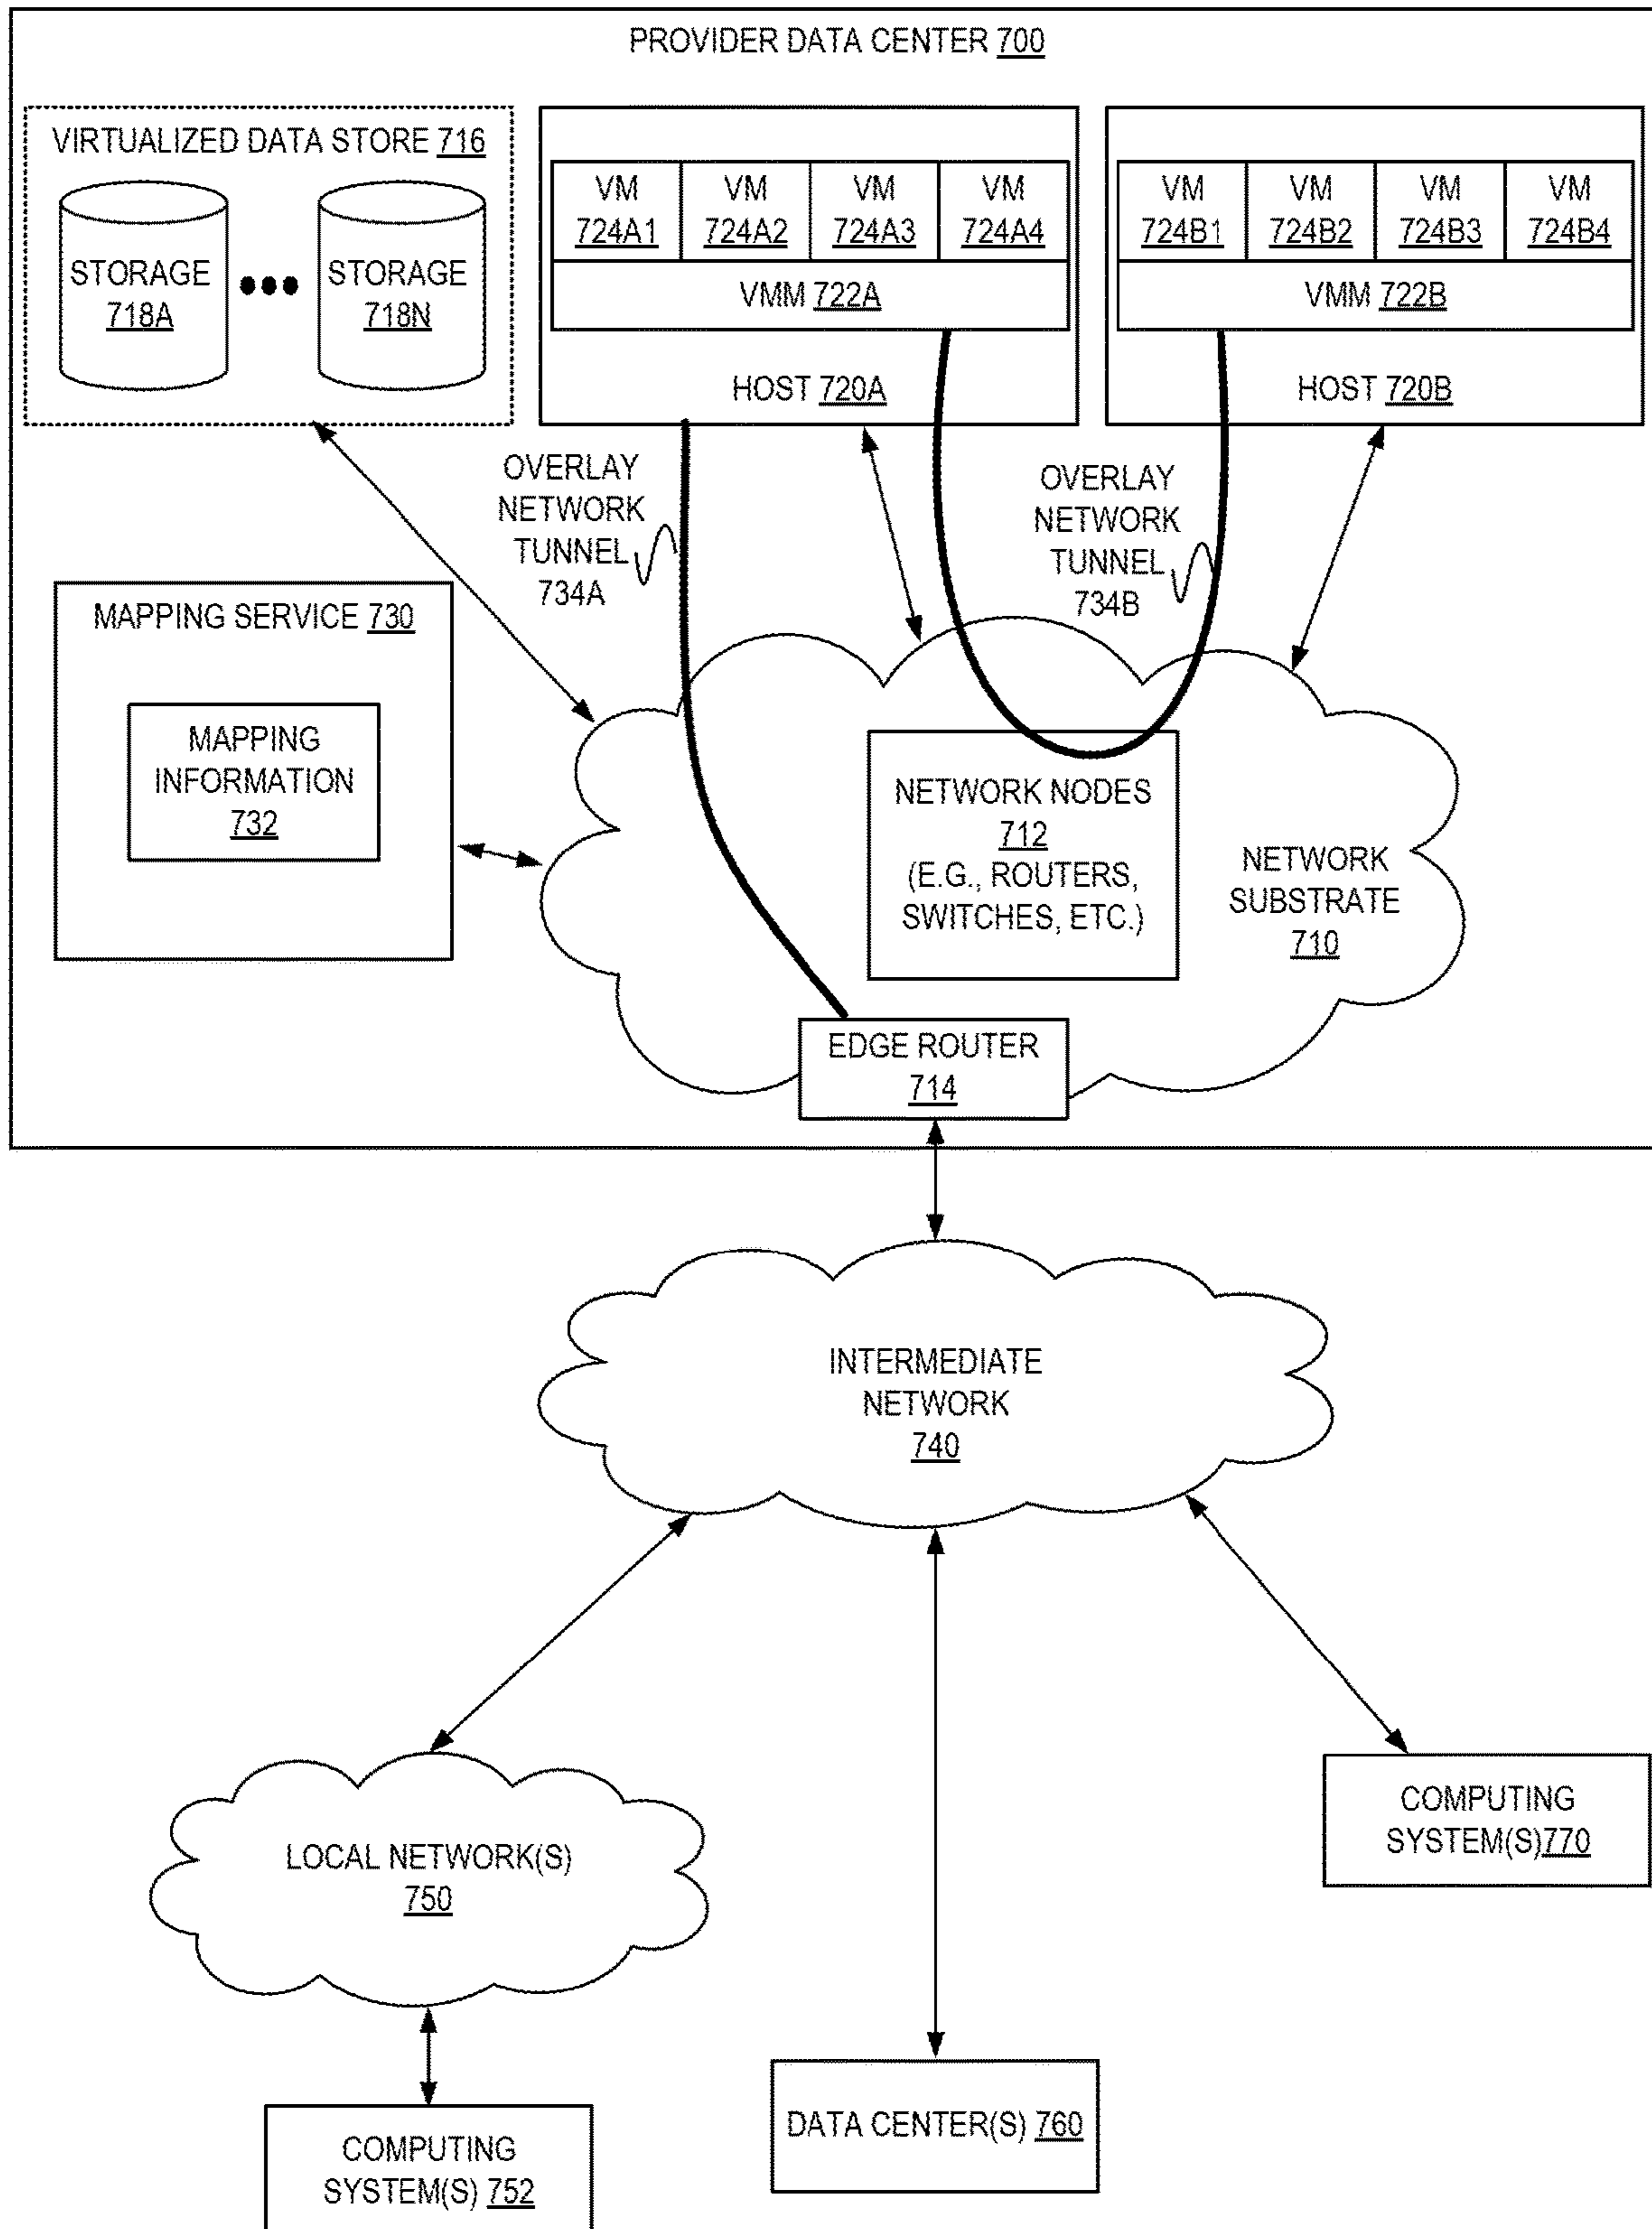 PROVIDER DATA CENTER 700
VIRTUALIZED DATA STORE 716
STORAGE
718A
STORAGE
718N
VM
724A1
VM
724A2
VM
724A3
VM
724A4
VMM 722A
HOST 720A
VM
724B1
VM
724B2
VM
724B3
VM
724B4
VMM 722B
HOST 720B
OVERLAY
NETWORK
TUNNEL
734A
OVERLAY
NETWORK
TUNNEL
734B
MAPPING SERVICE 730
MAPPING
INFORMATION
732
NETWORK NODES
712
(E.G., ROUTERS,
SWITCHES, ETC.)
NETWORK
SUBSTRATE
710
EDGE ROUTER
714
INTERMEDIATE
NETWORK
740
LOCAL NETWORK(S)
750
COMPUTING
SYSTEM(S)770
DATA CENTER(S) 760
COMPUTING
SYSTEM(S) 752